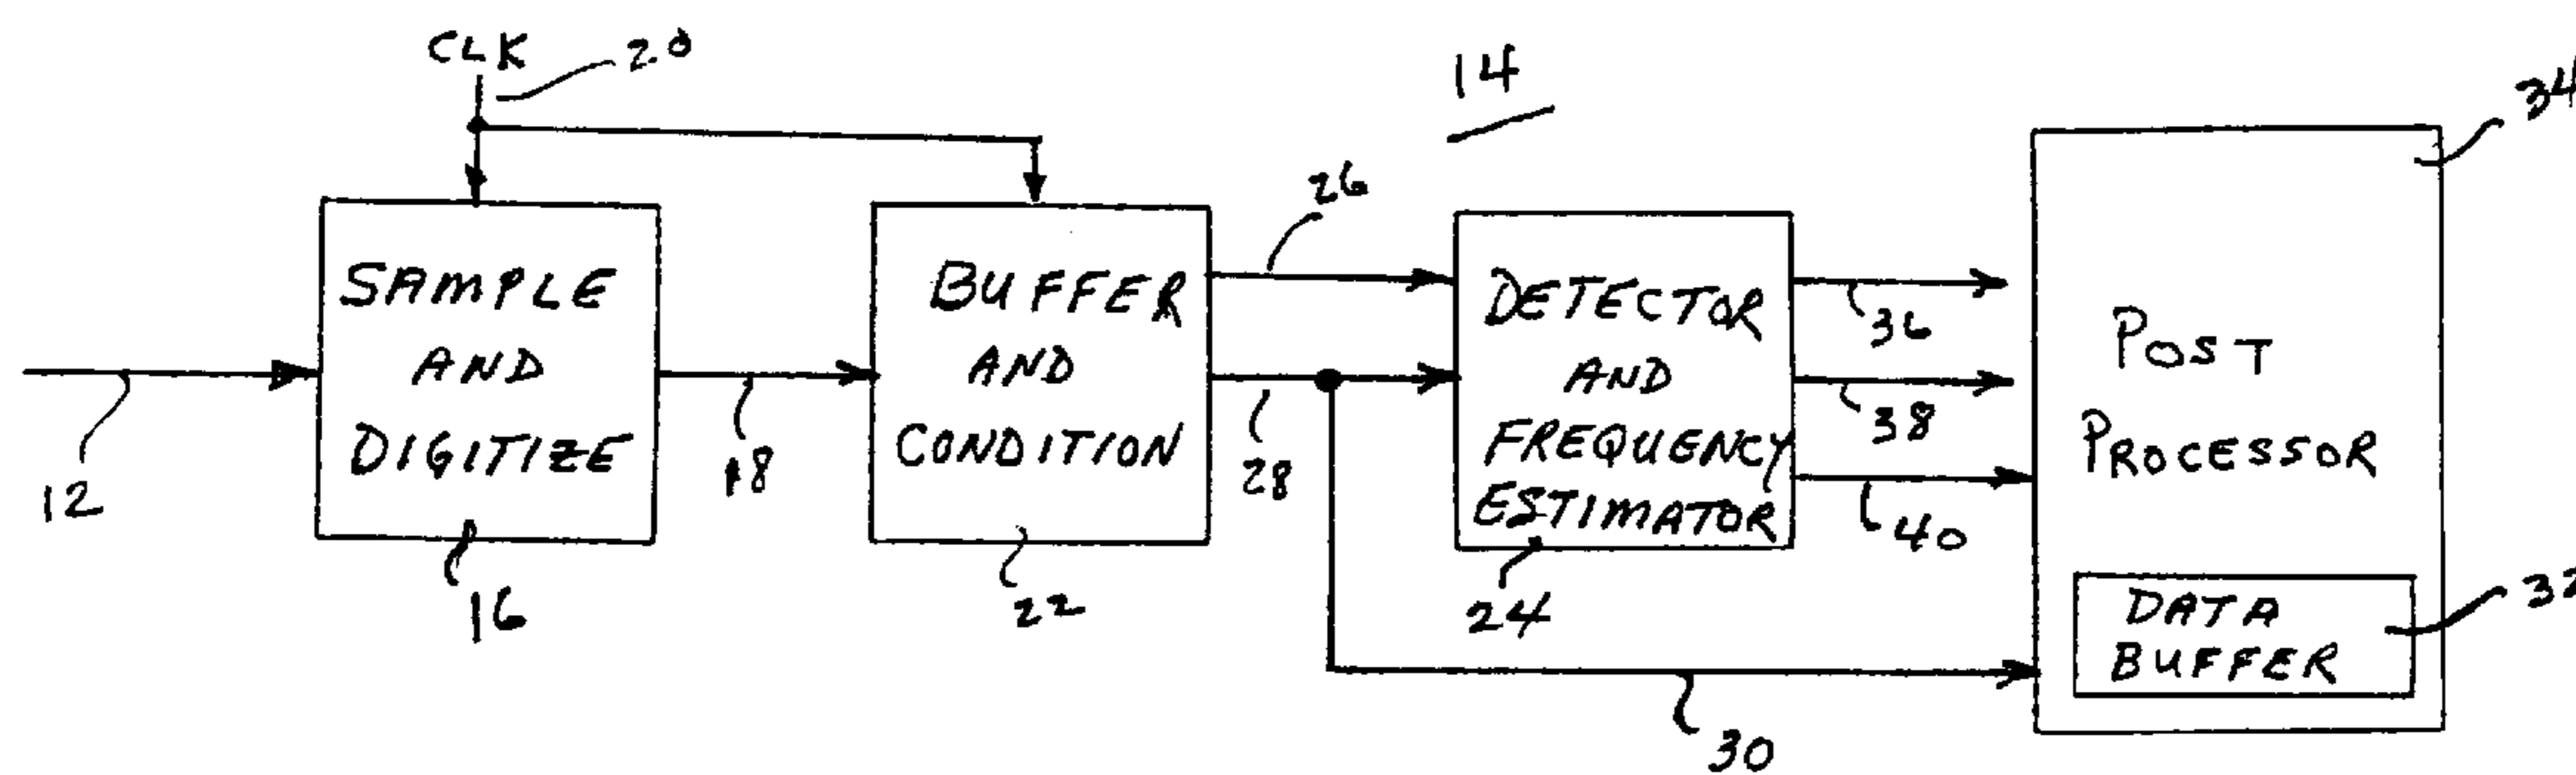 CLK
20
14
34
26
SAMPLE
AND
DIGITIZE
BUFFER
AND
CONDITION
DETECTOR
AND
FREQUENCY
ESTIMATOR
POST
PROCESSOR
36
38
40
12
18
28
16
22
24
DATA
BUFFER
32
30